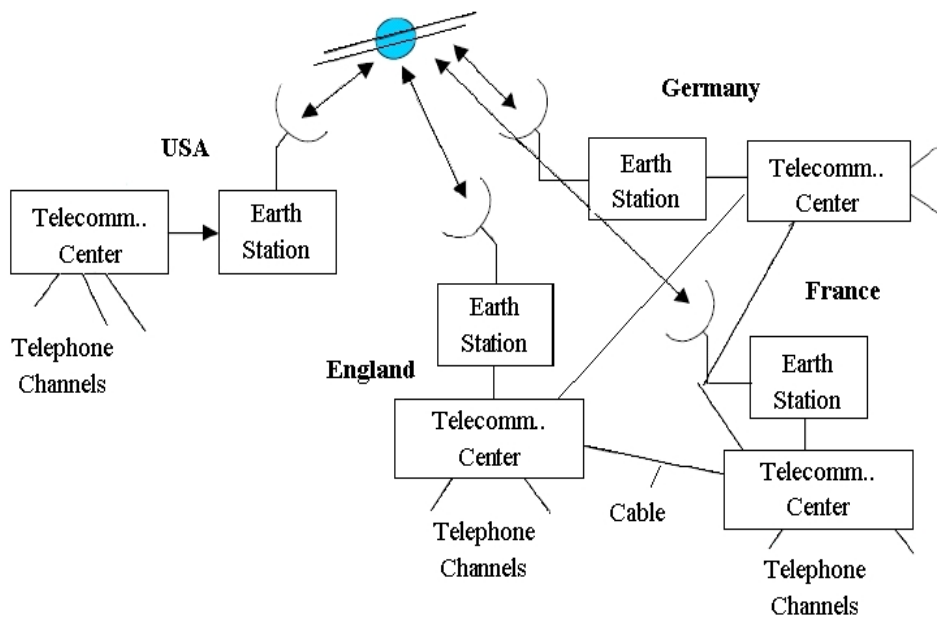 Germany
USA
Earth
Station
Telecomm..
Center
Telecomm..
Center
Earth
Station
France
Earth
Station
Telephone
Channels
England
Earth
Station
Telecomm..
Center
Telecomm..
Center
Cable
Telephone
Channels
Telephone
Channels